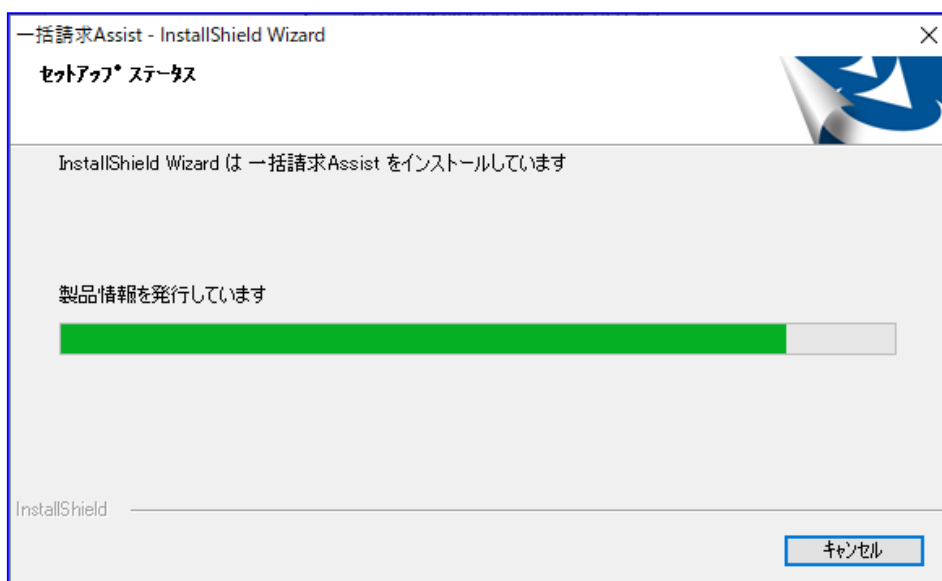 一括請求Assist - InstallShield Wizard
ｾｯﾄｱｯﾌﾟ ｽﾃｰﾀｽ
InstallShield Wizard は 一括請求Assist をインストールしています
製品情報を発行しています
InstallShield
ｷｬﾝｾﾙ